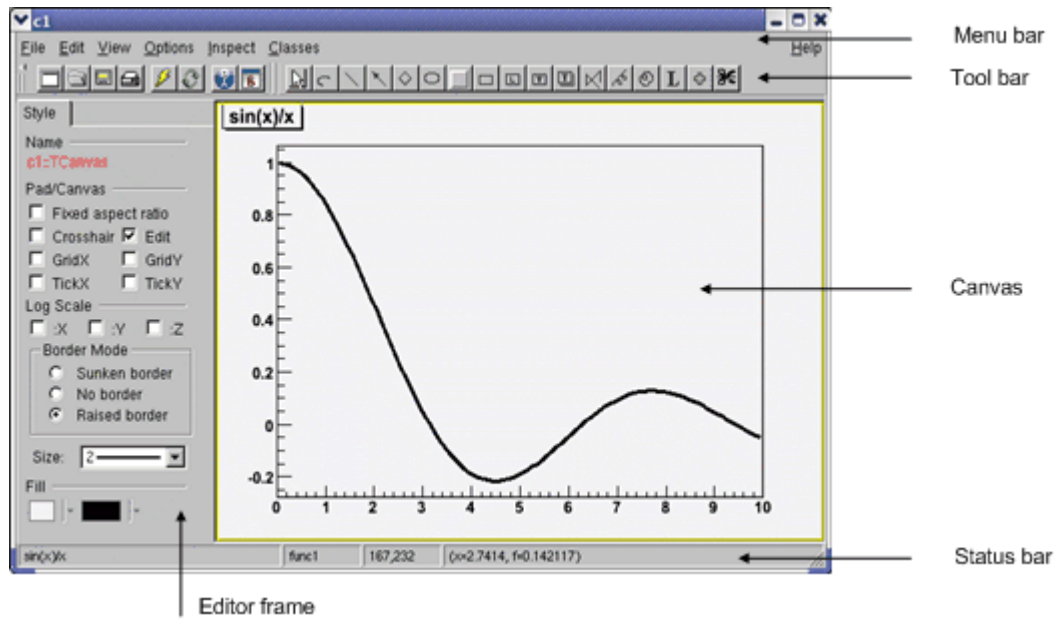 c1
File Edit View Options Inspect Classes Help
Menu bar
L
Tool bar
Style
Name
c1::TCanvas
Pad/Canvas
Fixed aspect ratio
Crosshair Edit
GridX GridY
TickX TickY
Log Scale
:X :Y :Z
Border Mode
Sunken border
No border
Raised border
Size: 2
Fill
sin(x)/x
1
0.8
0.6
0.4
0.2
0
-0.2
0 1 2 3 4 5 6 7 8 9 10
Canvas
sin(x)/x func1 167,232 (x=2.7414, f=0.142117)
Status bar
Editor frame